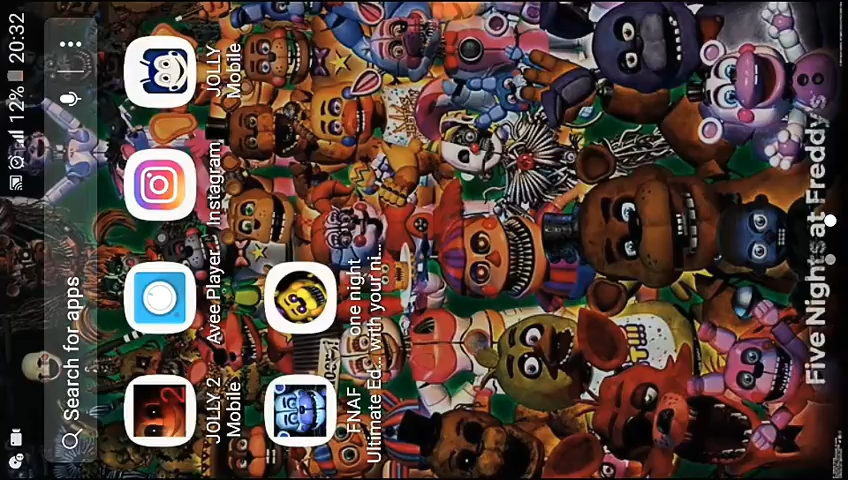 12% 20:32
Search for apps
JOLLY 2
Mobile
Avee Player...
Instagram
JOLLY
Mobile
FNAF
Ultimate Ed...
one night
with your ni...
Five Nights at Freddy's